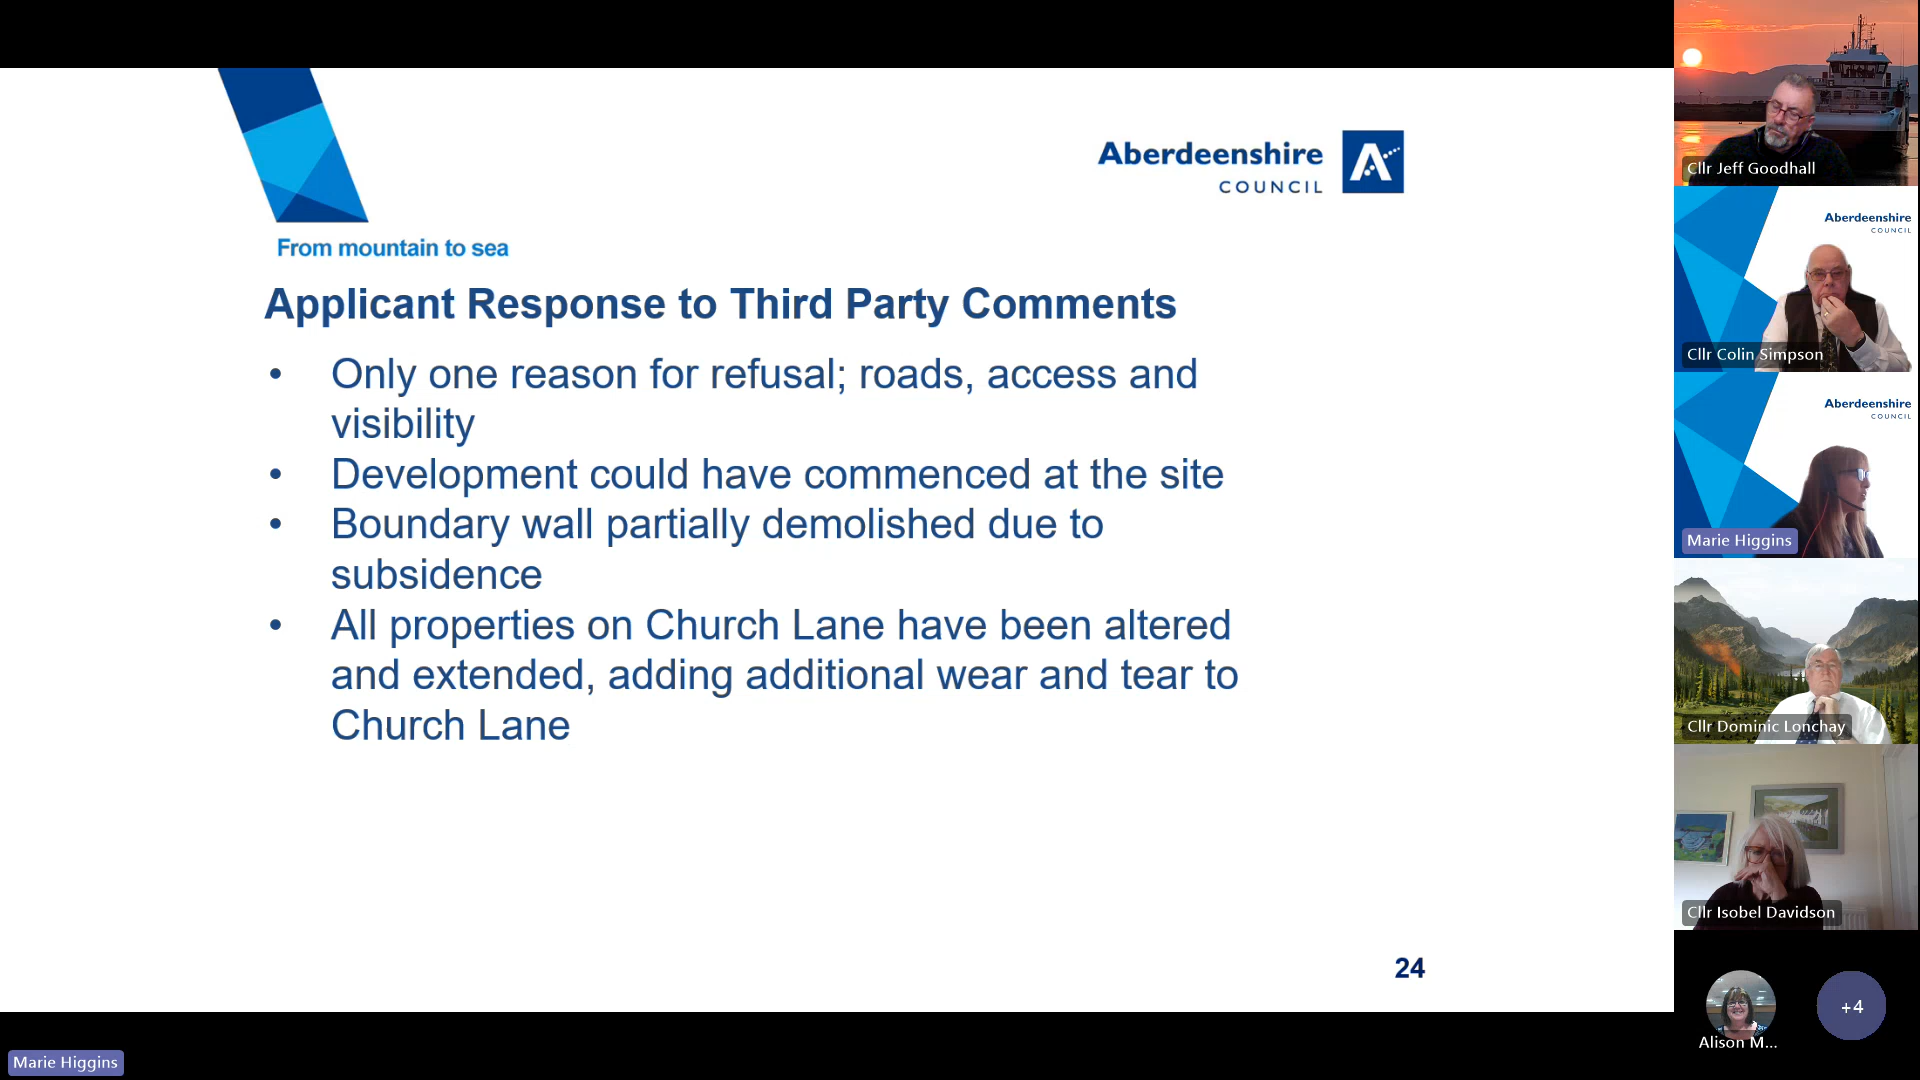 Aberdeenshire
COUNCIL
From mountain to sea
Applicant Response to Third Party Comments
• Only one reason for refusal; roads, access and
visibility
• Development could have commenced at the site
• Boundary wall partially demolished due to
subsidence
• All properties on Church Lane have been altered
and extended, adding additional wear and tear to
Church Lane
24
Marie Higgins
Cllr Jeff Goodhall
Aberdeenshire
COUNCIL
Cllr Colin Simpson
Aberdeenshire
COUNCIL
Marie Higgins
Cllr Dominic Lonchay
Cllr Isobel Davidson
Alison M...
+4